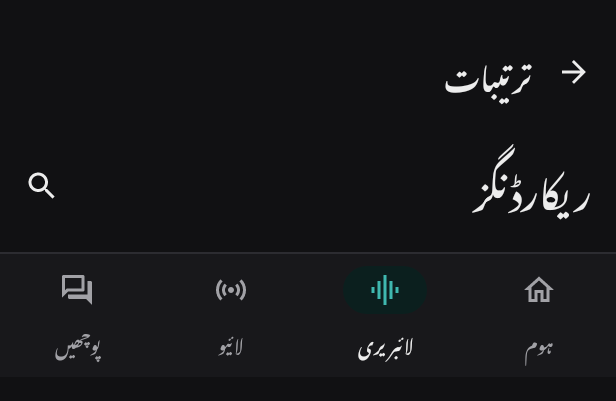 ترتیبات
ریکارڈنگز
ہوم
لائبریری
لائیو
پوچھیں